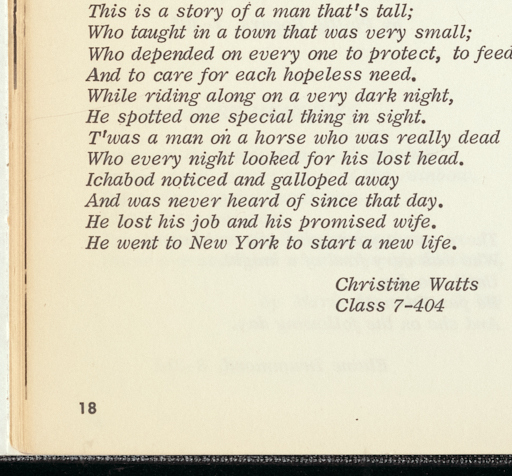 This is a story of a man that's tall;
Who taught in a town that was very small;
Who depended on every one to protect, to feed
And to care for each hopeless need.
While riding along on a very dark night,
He spotted one special thing in sight.
T'was a man on a horse who was really dead
Who every night looked for his lost head.
Ichabod noticed and galloped away
And was never heard of since that day.
He lost his job and his promised wife.
He went to New York to start a new life.
Christine Watts
Class 7-404
18